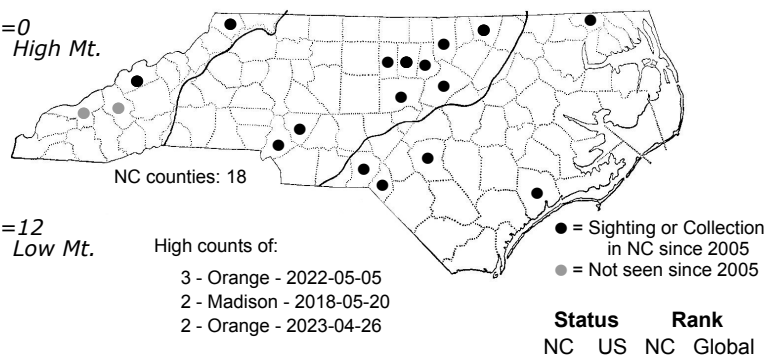 =0
High Mt.
NC counties: 18
=12
Low Mt.
High counts of:
3 - Orange - 2022-05-05
2 - Madison - 2018-05-20
2 - Orange - 2023-04-26
● = Sighting or Collection
in NC since 2005
● = Not seen since 2005
Status Rank
NC US NC Global